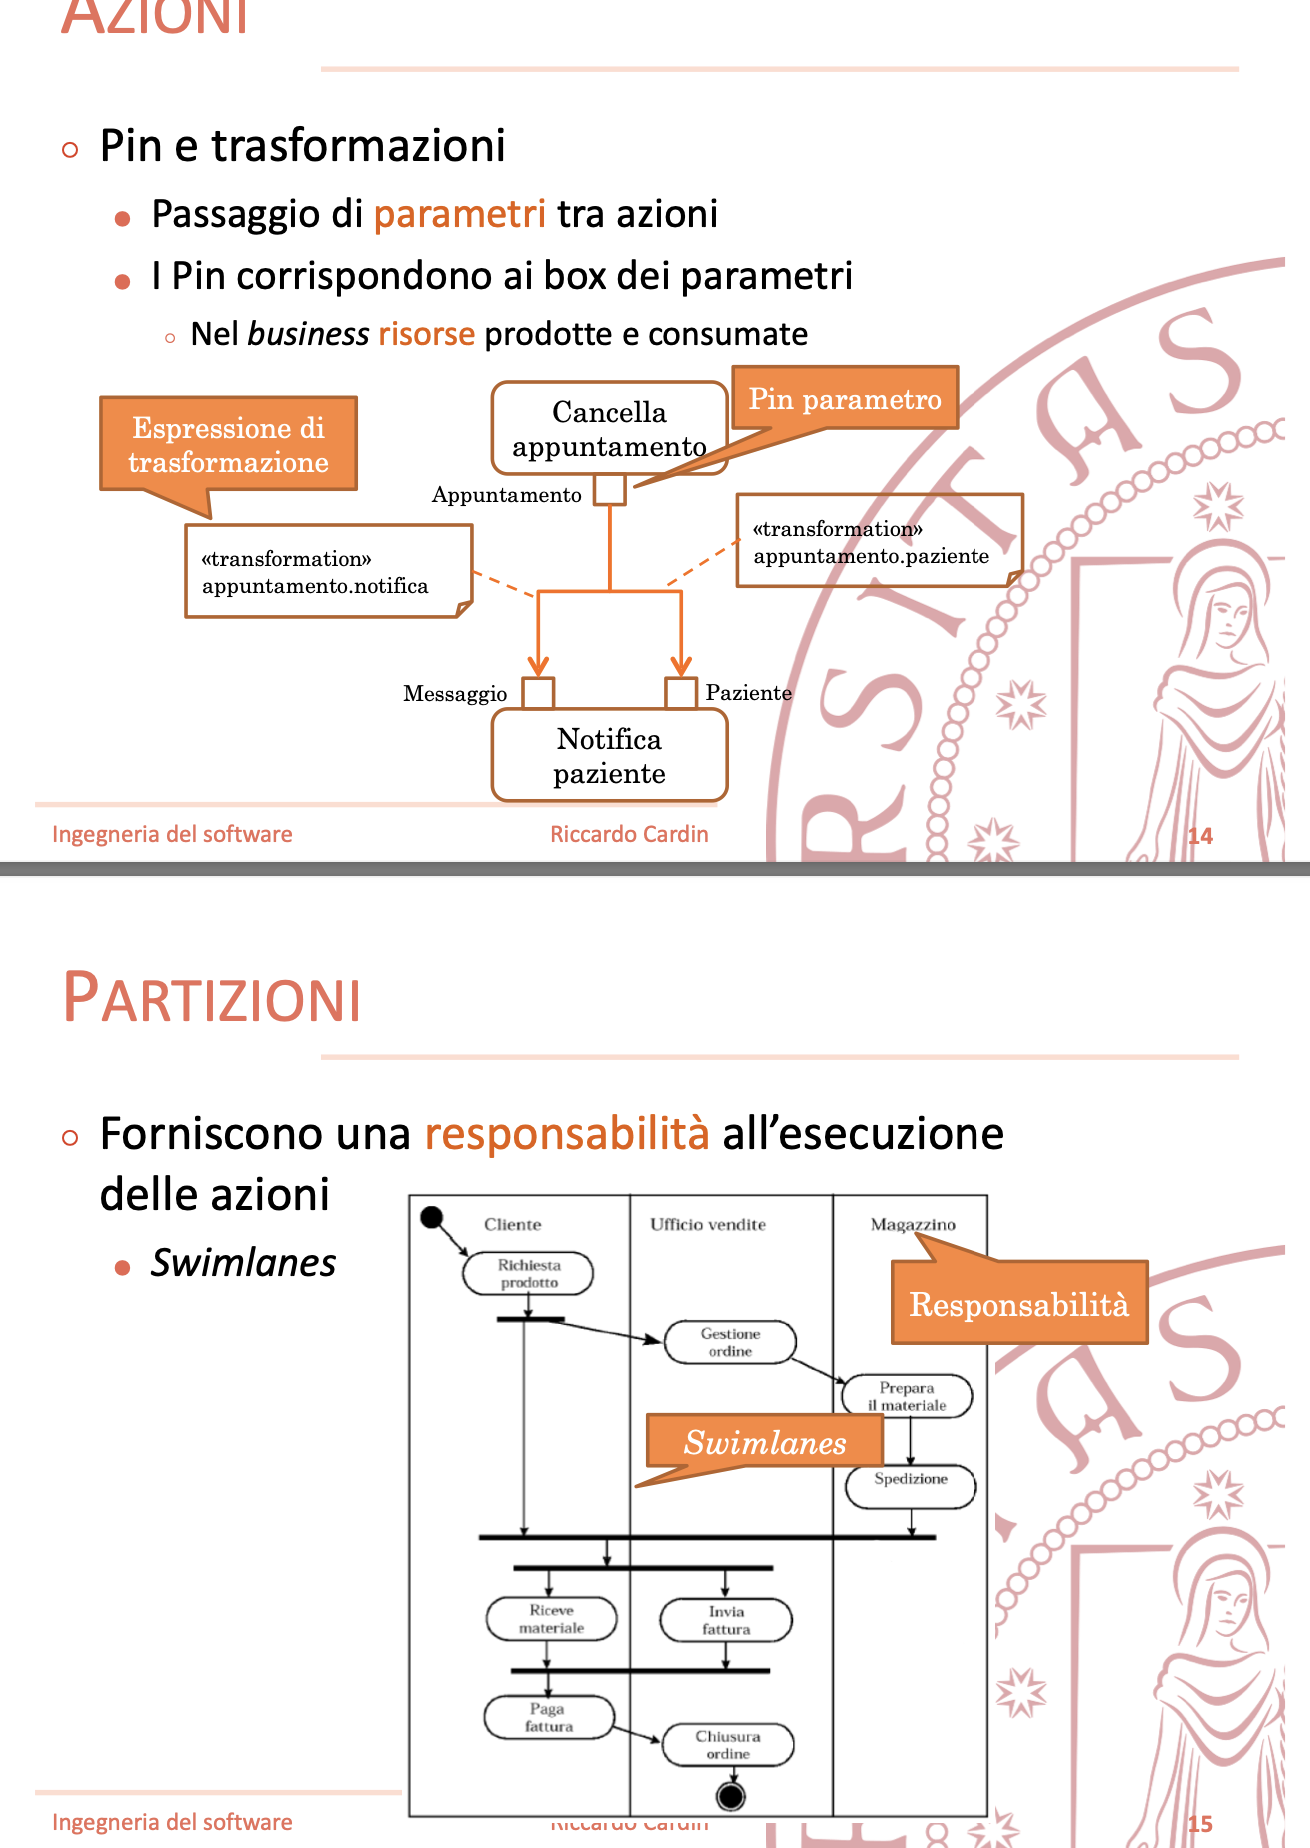 AZIONI
Pin e trasformazioni
Passaggio di parametri tra azioni
I Pin corrispondono ai box dei parametri
Nel business risorse prodotte e consumate
Espressione di
trasformazione
Cancella
appuntamento
Pin parametro
Appuntamento
«transformation»
appuntamento.notifica
«transformation»
appuntamento.paziente
Messaggio
Paziente
Notifica
paziente
Ingegneria del software
Riccardo Cardin
14
RSITAS
PARTIZIONI
Forniscono una responsabilità all’esecuzione
delle azioni
Swimlanes
Cliente
Ufficio vendite
Magazzino
Richiesta
prodotto
Responsabilità
Gestione
ordine
Prepara
il materiale
Swimlanes
Spedizione
Riceve
materiale
Invia
fattura
Paga
fattura
Chiusura
ordine
Ingegneria del software
Riccardo Cardin
15
AS